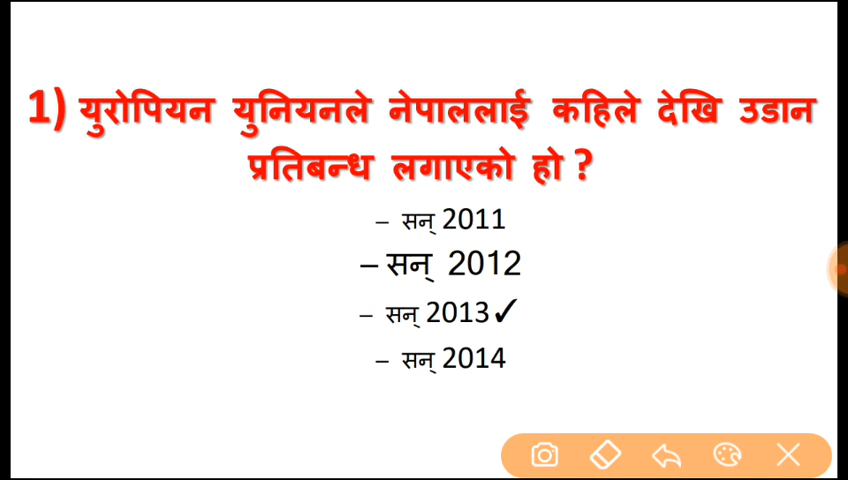 1) युरोपियन युनियनले नेपाललाई कहिले देखि उडान
प्रतिबन्ध लगाएको हो ?
– सन् 2011
– सन् 2012
– सन् 2013✓
– सन् 2014